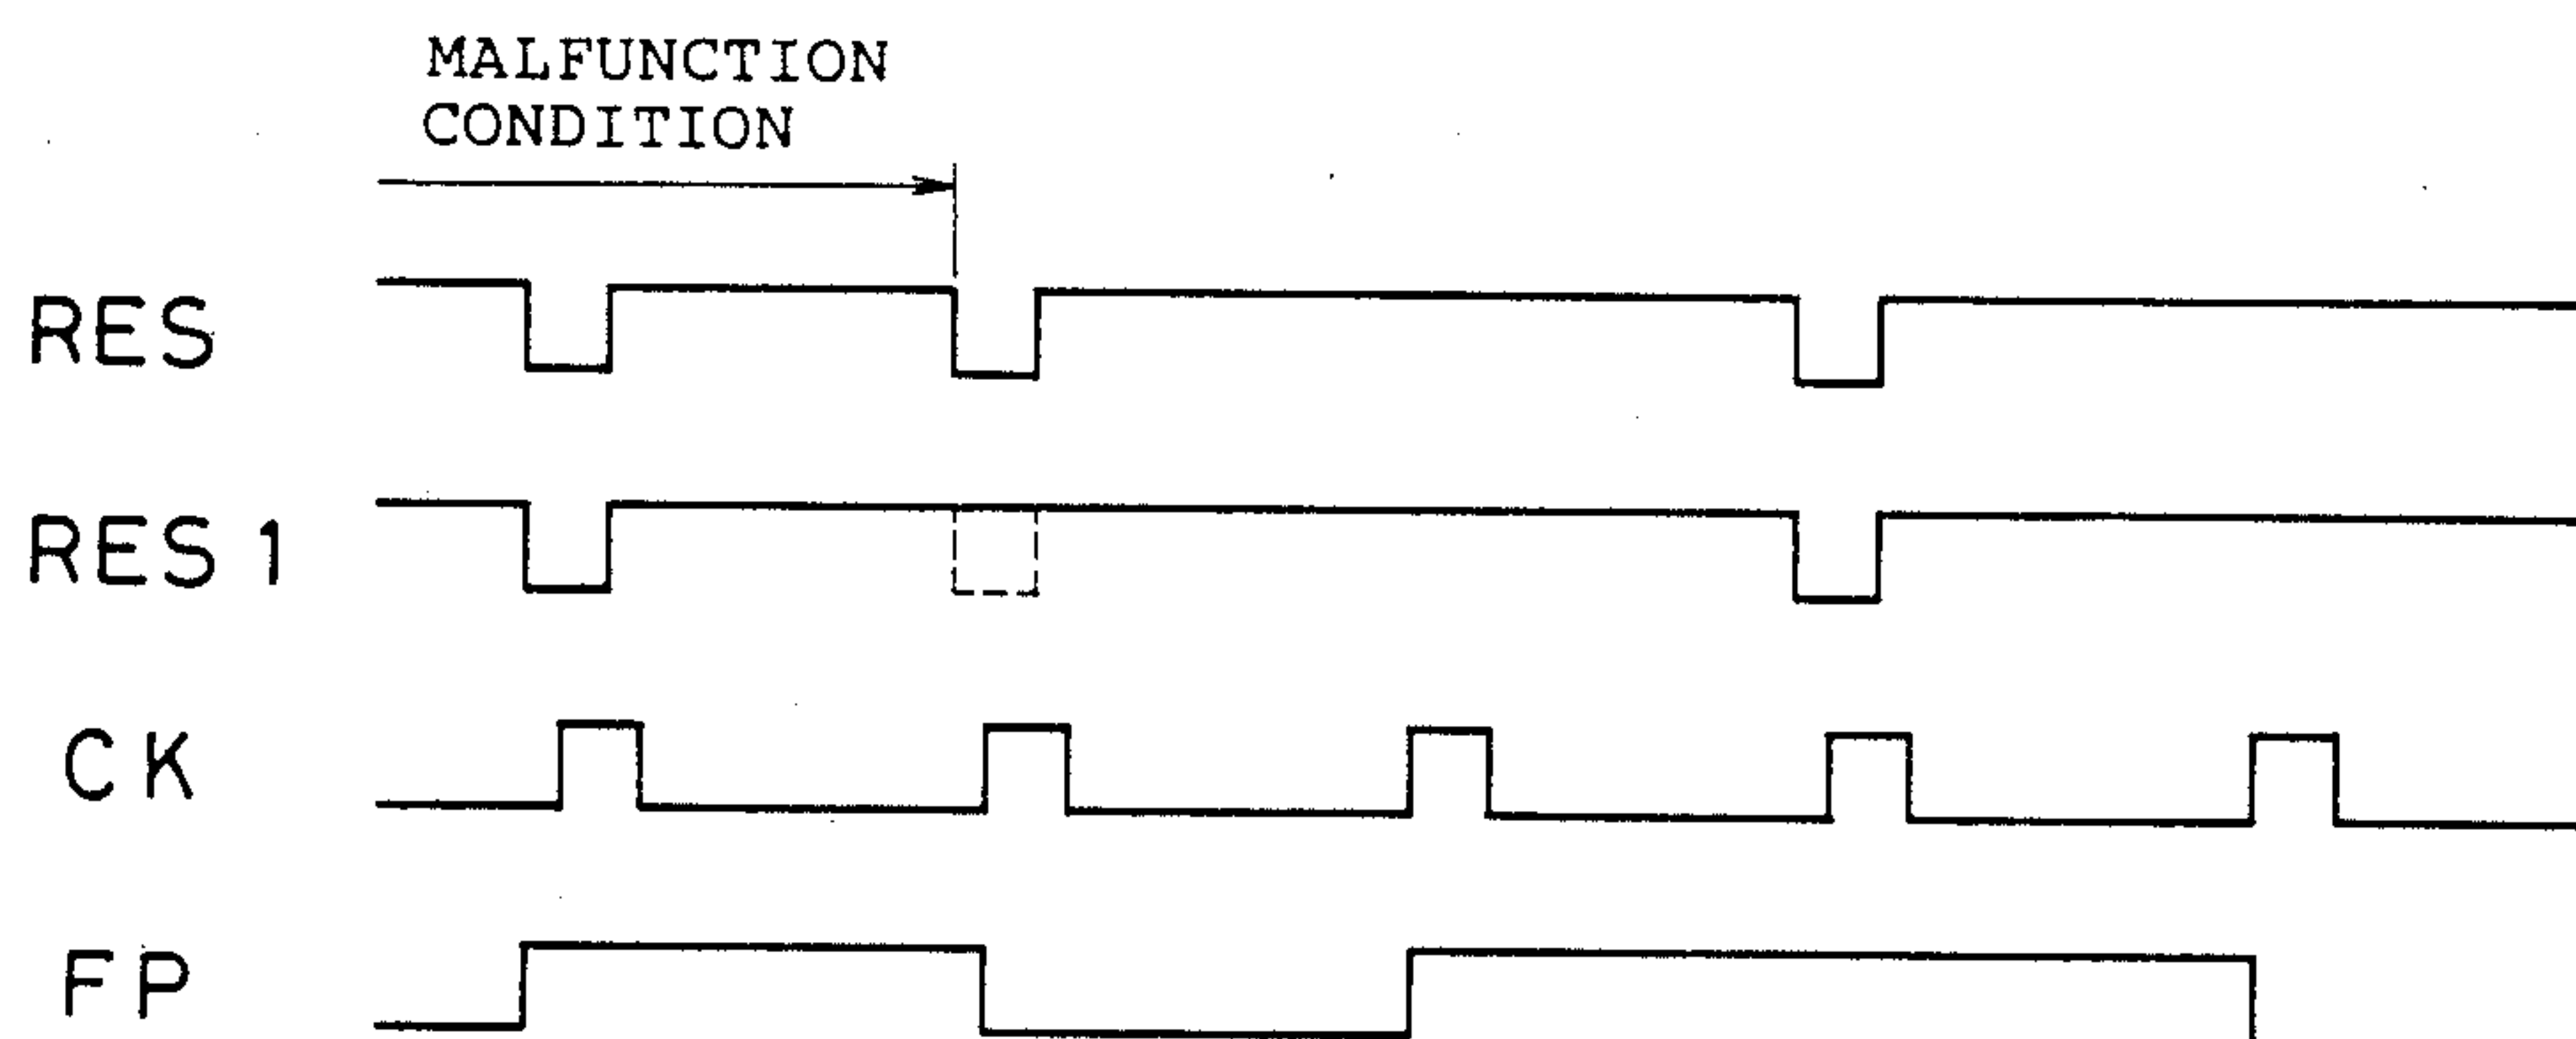 MALFUNCTION
CONDITION
RES
RES 1
CK
FP